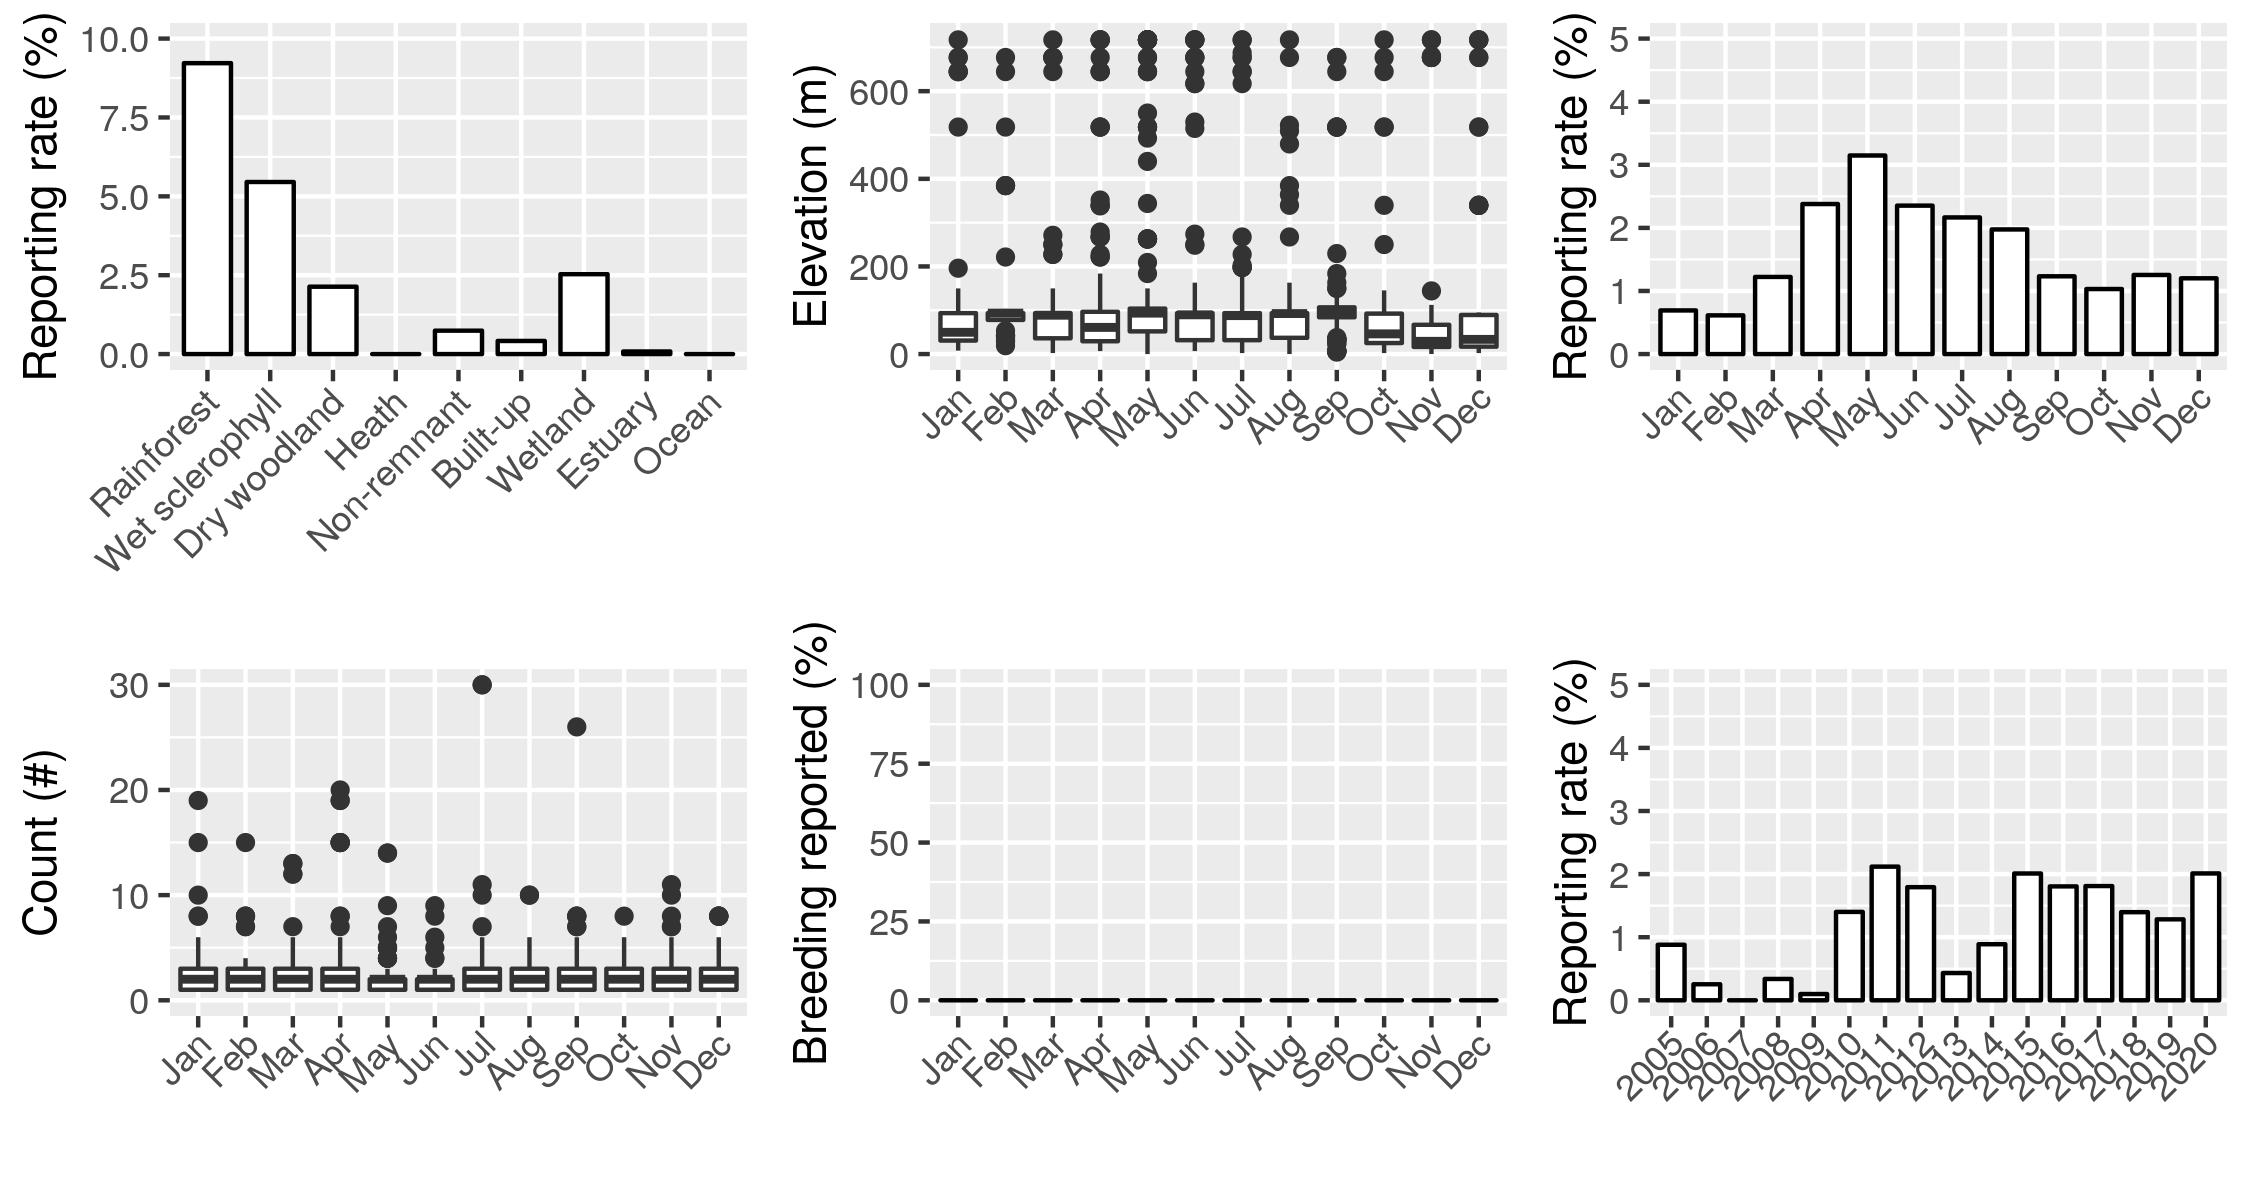 Reporting rate (%)
10.0
7.5
5.0
2.5
0.0
Rainforest
Wet sclerophyll
Dry woodland
Heath
Non-remnant
Built-up
Wetland
Estuary
Ocean
Elevation (m)
600
400
200
0
Jan
Feb
Mar
Apr
May
Jun
Jul
Aug
Sep
Oct
Nov
Dec
Reporting rate (%)
5
4
3
2
1
0
Jan
Feb
Mar
Apr
May
Jun
Jul
Aug
Sep
Oct
Nov
Dec
Count (#)
30
20
10
0
Jan
Feb
Mar
Apr
May
Jun
Jul
Aug
Sep
Oct
Nov
Dec
Breeding reported (%)
100
75
50
25
0
Jan
Feb
Mar
Apr
May
Jun
Jul
Aug
Sep
Oct
Nov
Dec
Reporting rate (%)
5
4
3
2
1
0
2005
2006
2007
2008
2009
2010
2011
2012
2013
2014
2015
2016
2017
2018
2019
2020